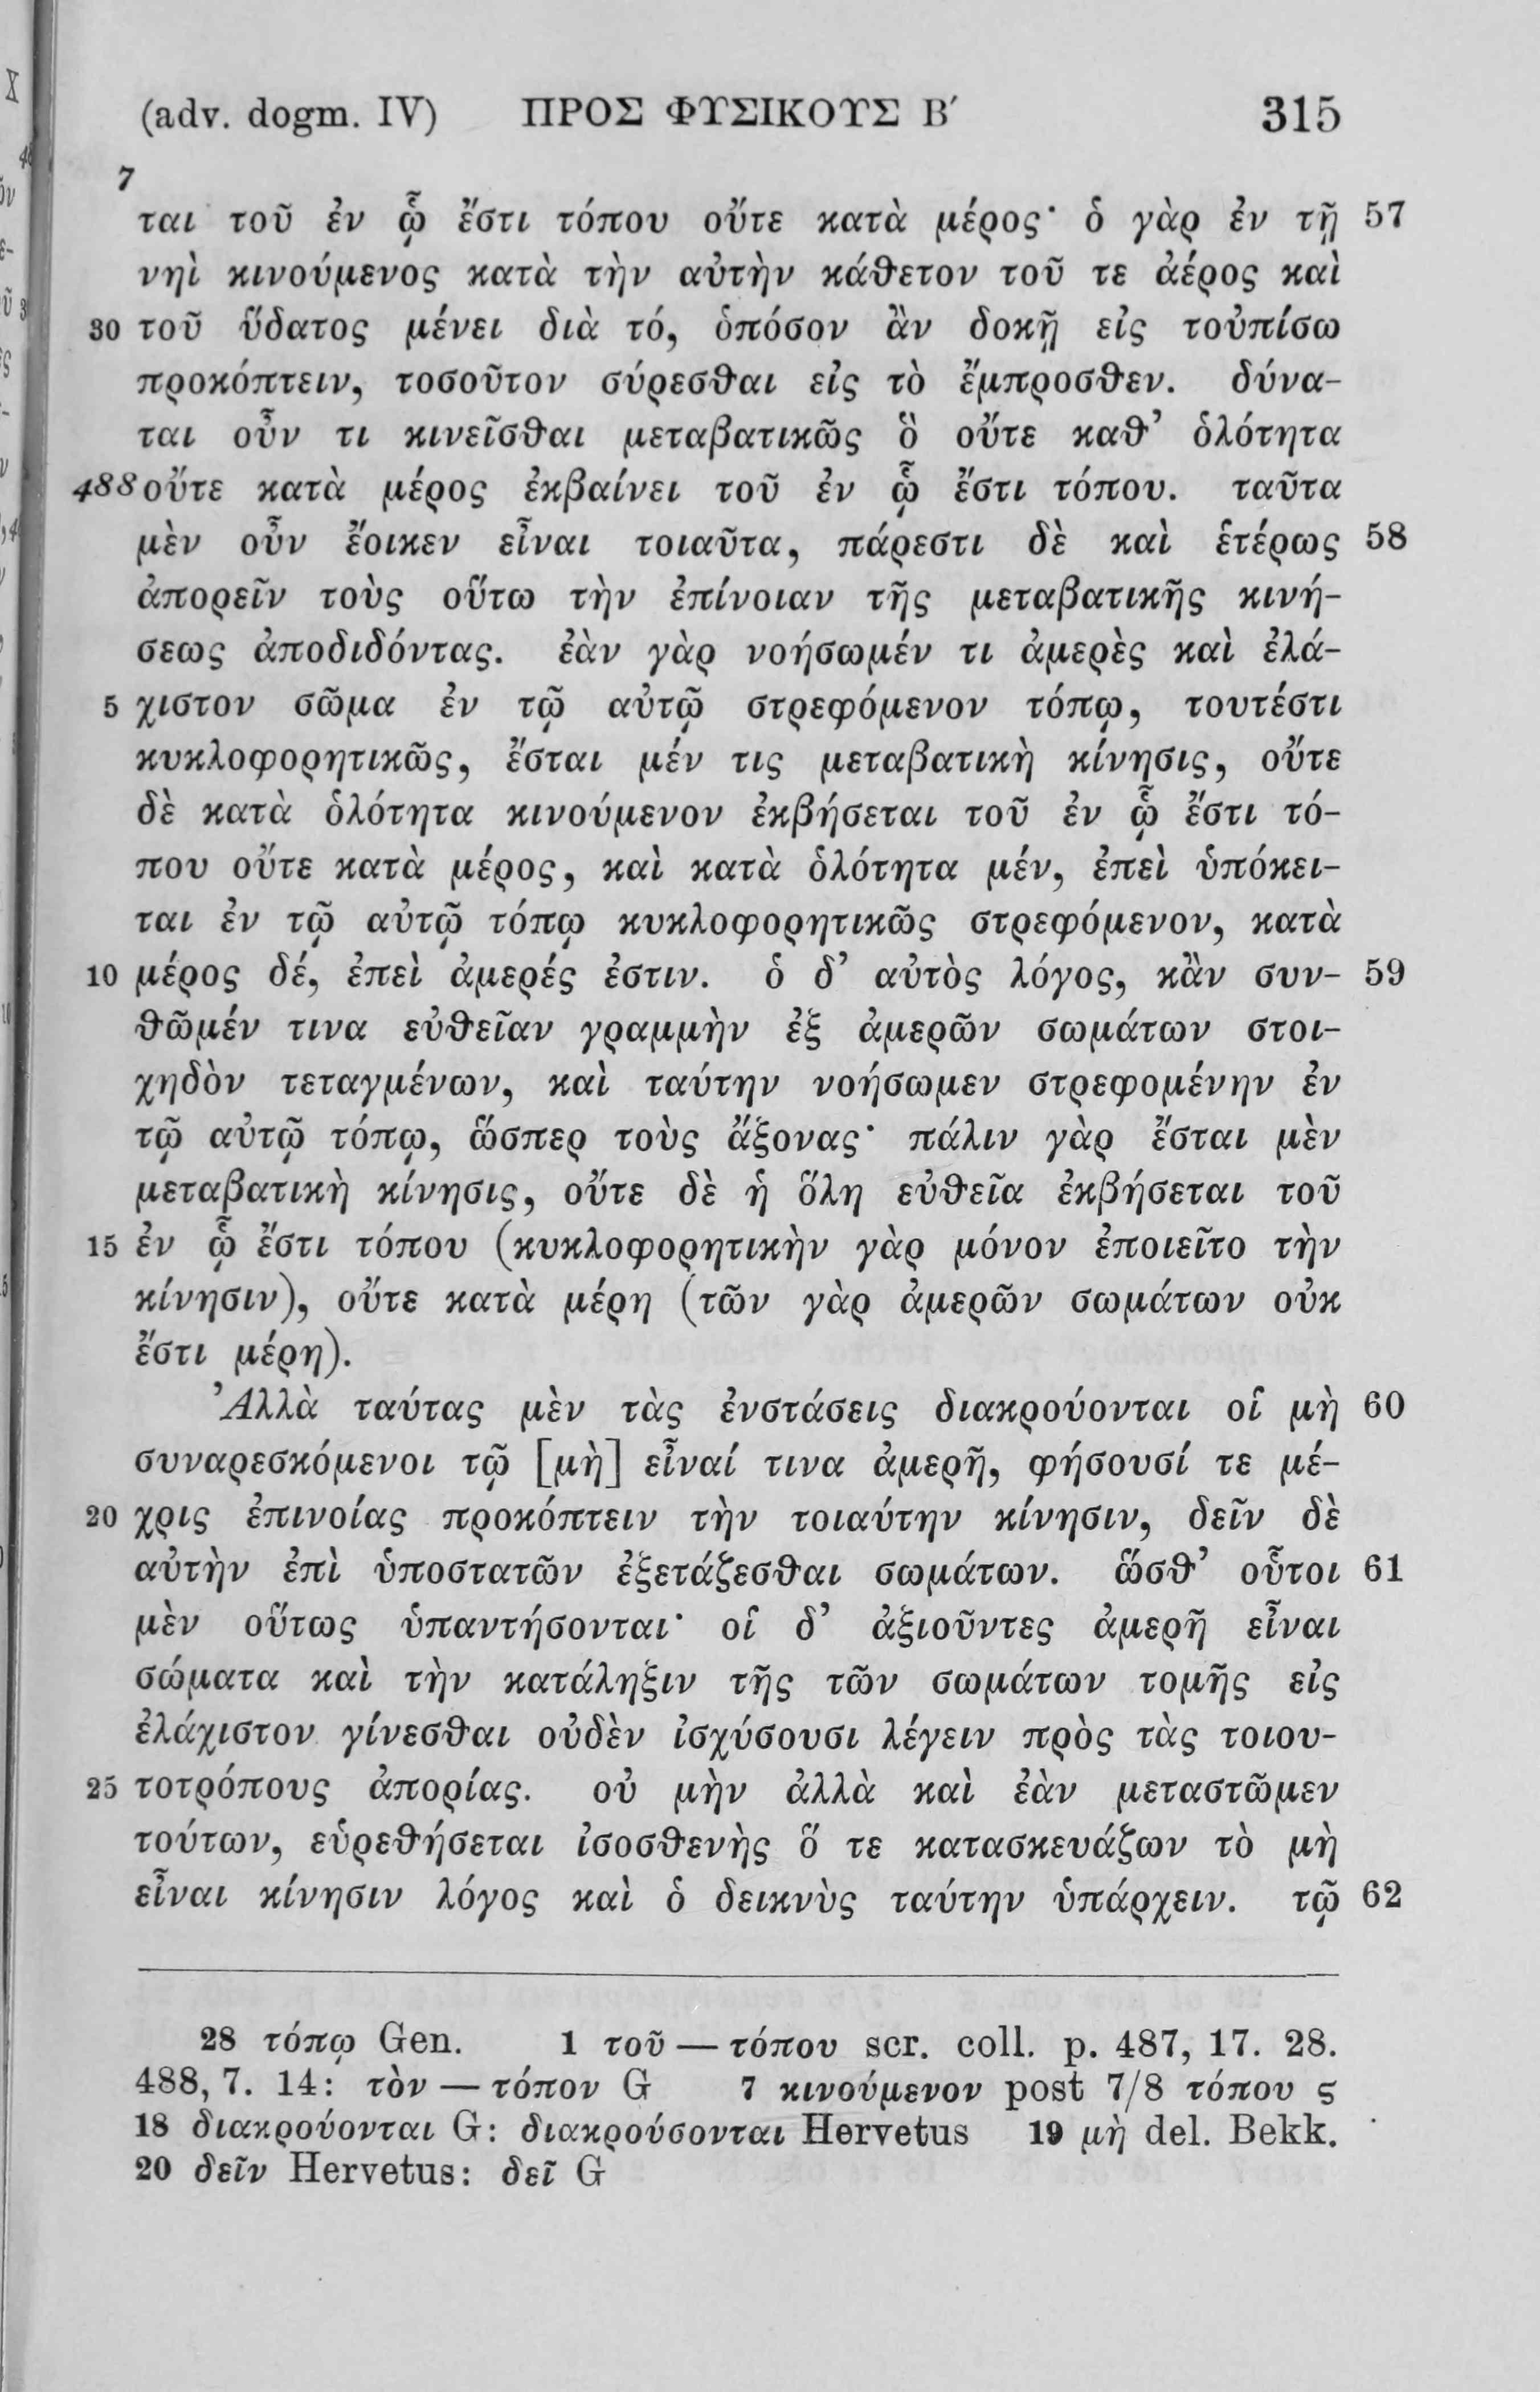 (adv. dogm. IV) ΠΡΟΣ ΦΥΣΙΚΟΥΣ Β′ 315
7
ται τοῦ ἐν ᾧ ἔστι τόπου οὔτε κατὰ μέρος· ὁ γὰρ ἐν τῇ 57
νηὶ κινούμενος κατὰ τὴν αὐτὴν κάθετον τοῦ τε ἀέρος καὶ
30 τοῦ ὕδατος μένει διὰ τό, ὁπόσον ἂν δοκῇ εἰς τοὐπίσω
προκόπτειν, τοσοῦτον σύρεσθαι εἰς τὸ ἔμπροσθεν. δύνα-
ται οὖν τι κινεῖσθαι μεταβατικῶς ὃ οὔτε καθ’ ὁλότητα
488 οὔτε κατὰ μέρος ἐκβαίνει τοῦ ἐν ᾧ ἔστι τόπου. ταῦτα
μὲν οὖν ἔοικεν εἶναι τοιαῦτα, πάρεστι δὲ καὶ ἑτέρως 58
ἀπορεῖν τοὺς οὕτω τὴν ἐπίνοιαν τῆς μεταβατικῆς κινή-
σεως ἀποδιδόντας. ἐὰν γὰρ νοήσωμέν τι ἀμερὲς καὶ ἐλά-
5 χιστον σῶμα ἐν τῷ αὐτῷ στρεφόμενον τόπῳ, τουτέστι
κυκλοφορητικῶς, ἔσται μέν τις μεταβατικὴ κίνησις, οὔτε
δὲ κατὰ ὁλότητα κινούμενον ἐκβήσεται τοῦ ἐν ᾧ ἔστι τό-
που οὔτε κατὰ μέρος, καὶ κατὰ ὁλότητα μέν, ἐπεὶ ὑπόκει-
ται ἐν τῷ αὐτῷ τόπῳ κυκλοφορητικῶς στρεφόμενον, κατὰ
10 μέρος δέ, ἐπεὶ ἀμερές ἐστιν. ὁ δ’ αὐτὸς λόγος, κἂν συν- 59
θῶμέν τινα εὐθεῖαν γραμμὴν ἐξ ἀμερῶν σωμάτων στοι-
χηδὸν τεταγμένων, καὶ ταύτην νοήσωμεν στρεφομένην ἐν
τῷ αὐτῷ τόπῳ, ὥσπερ τοὺς ἄξονας· πάλιν γὰρ ἔσται μὲν
μεταβατικὴ κίνησις, οὔτε δὲ ἡ ὅλη εὐθεῖα ἐκβήσεται τοῦ
15 ἐν ᾧ ἔστι τόπου (κυκλοφορητικὴν γὰρ μόνον ἐποιεῖτο τὴν
κίνησιν), οὔτε κατὰ μέρη (τῶν γὰρ ἀμερῶν σωμάτων οὐκ
ἔστι μέρη).
Ἀλλὰ ταύτας μὲν τὰς ἐνστάσεις διακρούονται οἱ μὴ 60
συναρεσκόμενοι τῷ [μὴ] εἶναί τινα ἀμερῆ, φήσουσί τε μέ-
20 χρις ἐπινοίας προκόπτειν τὴν τοιαύτην κίνησιν, δεῖν δὲ
αὐτὴν ἐπὶ ὑποστατῶν ἐξετάζεσθαι σωμάτων. ὥσθ’ οὗτοι 61
μὲν οὕτως ὑπαντήσονται· οἱ δ’ ἀξιοῦντες ἀμερῆ εἶναι
σώματα καὶ τὴν κατάληξιν τῆς τῶν σωμάτων τομῆς εἰς
ἐλάχιστον γίνεσθαι οὐδὲν ἰσχύσουσι λέγειν πρὸς τὰς τοιου-
25 τοτρόπους ἀπορίας. οὐ μὴν ἀλλὰ καὶ ἐὰν μεταστῶμεν
τούτων, εὑρεθήσεται ἰσοσθενὴς ὅ τε κατασκευάζων τὸ μὴ
εἶναι κίνησιν λόγος καὶ ὁ δεικνὺς ταύτην ὑπάρχειν. τῷ 62
28 τόπῳ Gen. 1 τοῦ — τόπου scr. coll. p. 487, 17. 28.
488, 7. 14: τὸν — τόπον G 7 κινούμενον post 7/8 τόπου ς
18 διακρούονται G: διακρούσονται Hervetus 19 μὴ del. Bekk.
20 δεῖν Hervetus: δεῖ G